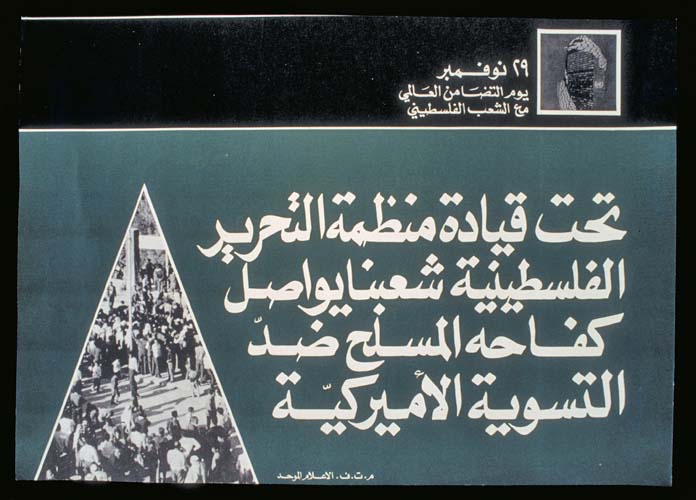 ٢٩ نوفمبر
يوم التضامن العالمي
مع الشعب الفلسطيني
تحت قيادة منظمة التحرير
الفلسطينية شعبنا يواصل
كفاحه المسلح ضدّ
التسوية الأميركيّة
م.ت.ف. الاعلام الموحد